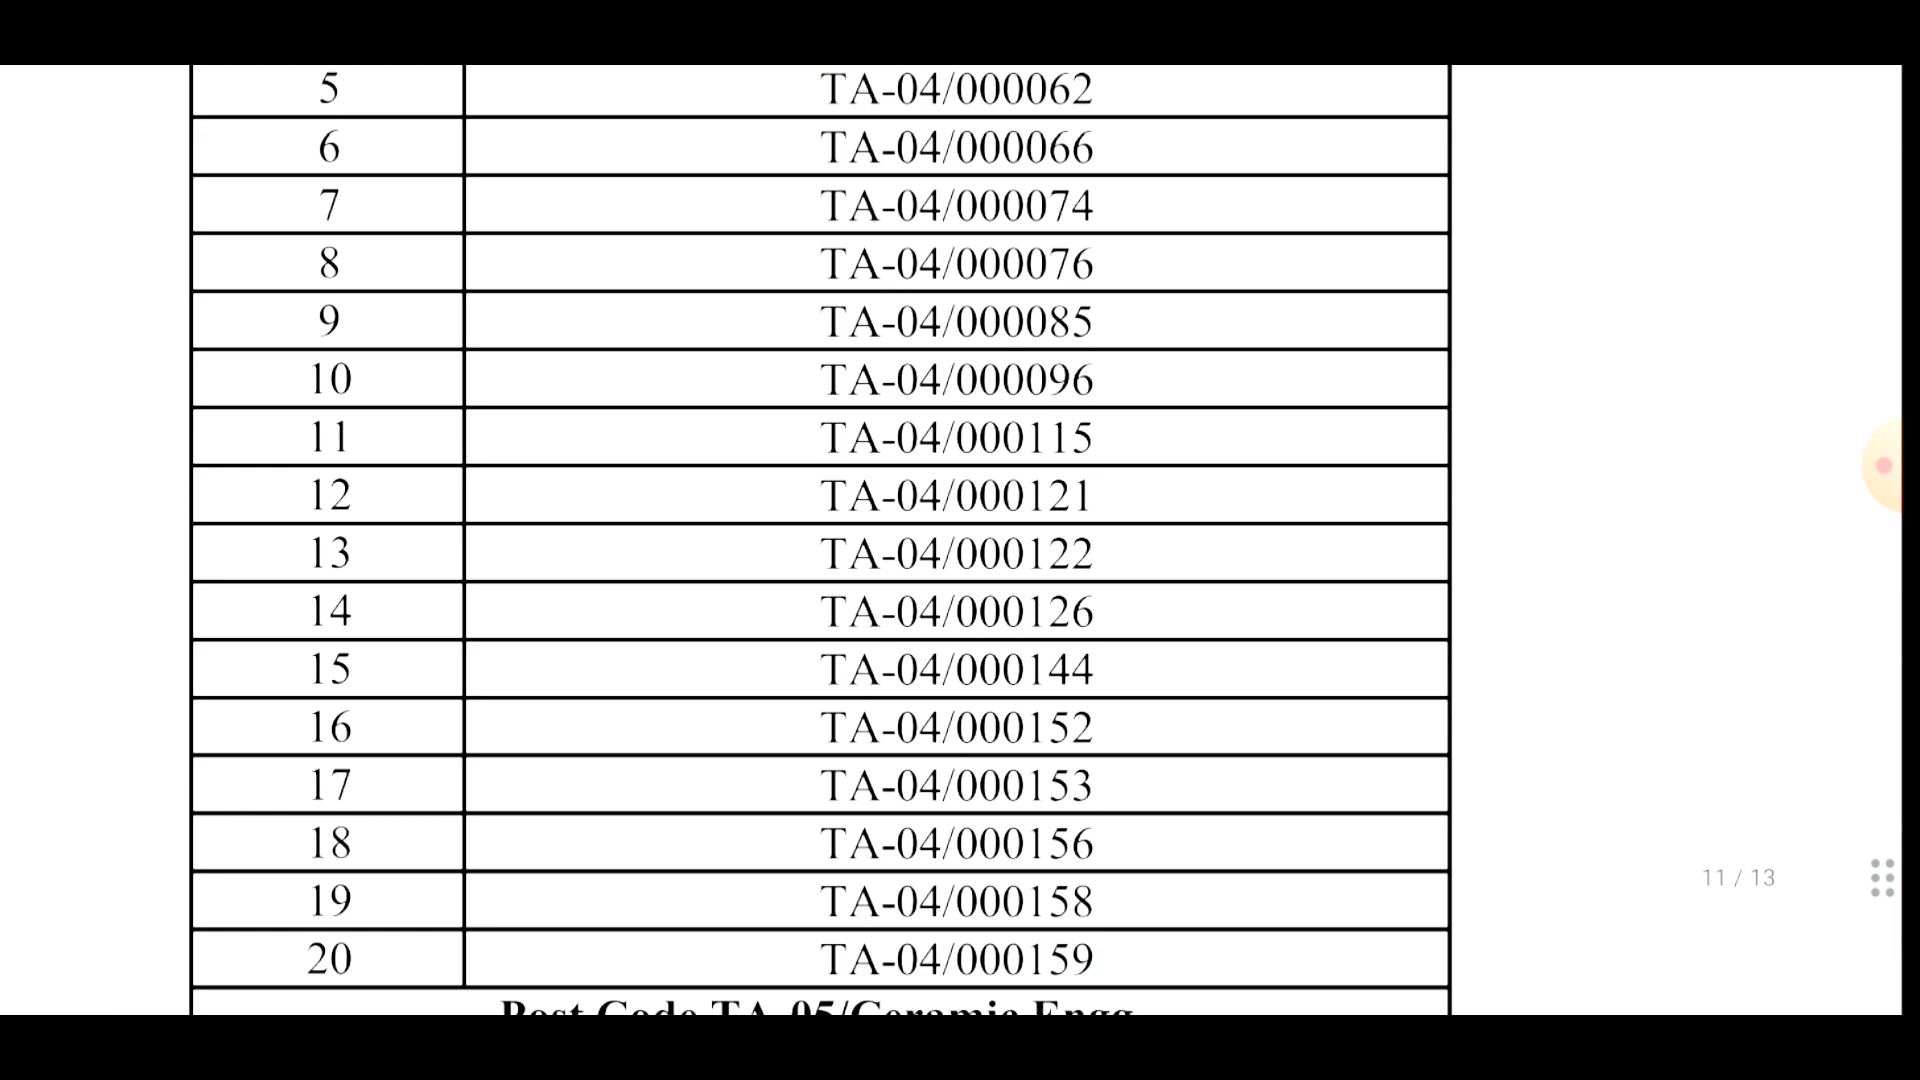 5 TA-04/000062
6 TA-04/000066
7 TA-04/000074
8 TA-04/000076
9 TA-04/000085
10 TA-04/000096
11 TA-04/000115
12 TA-04/000121
13 TA-04/000122
14 TA-04/000126
15 TA-04/000144
16 TA-04/000152
17 TA-04/000153
18 TA-04/000156
11 / 13
19 TA-04/000158
20 TA-04/000159
Post Code TA-05/Ceramic Engg